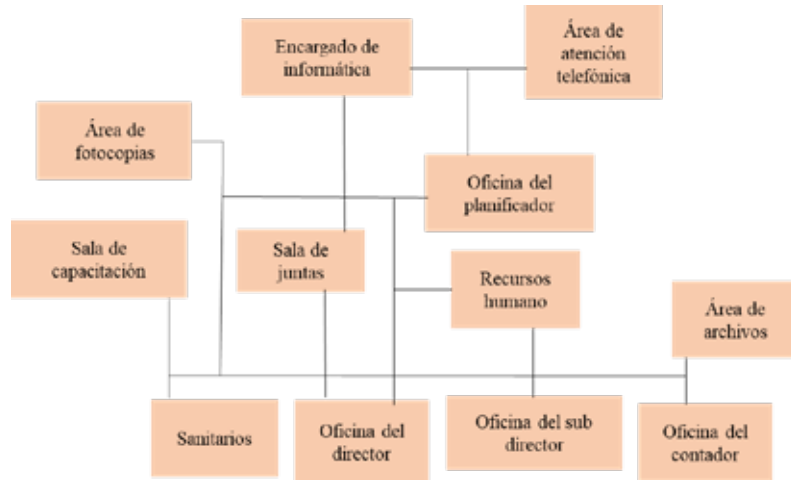 Encargado de
informática
Área de
atención
telefónica
Área de
fotocopias
Oficina del
planificador
Sala de
capacitación
Sala de
juntas
Recursos
humano
Área de
archivos
Sanitarios
Oficina del
director
Oficina del sub
director
Oficina del
contador